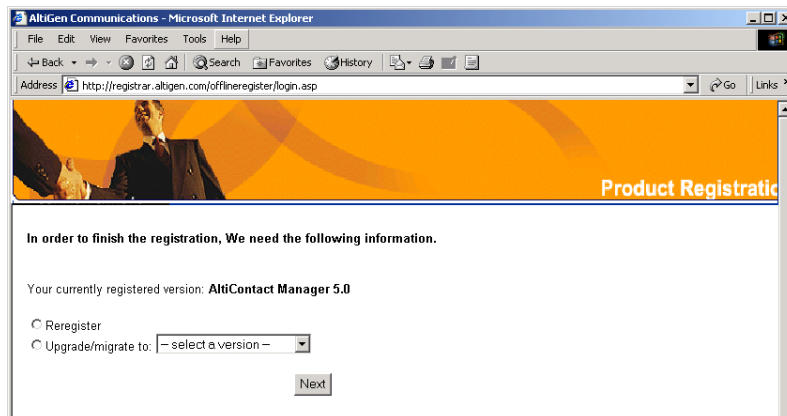 AltiGen Communications - Microsoft Internet Explorer
File Edit View Favorites Tools Help
Back Search Favorites History
Address http://registrar.altigen.com/offlineregister/login.asp Go Links
Product Registratio
In order to finish the registration, We need the following information.
Your currently registered version: AltiContact Manager 5.0
Reregister
Upgrade/migrate to: -- select a version --
Next